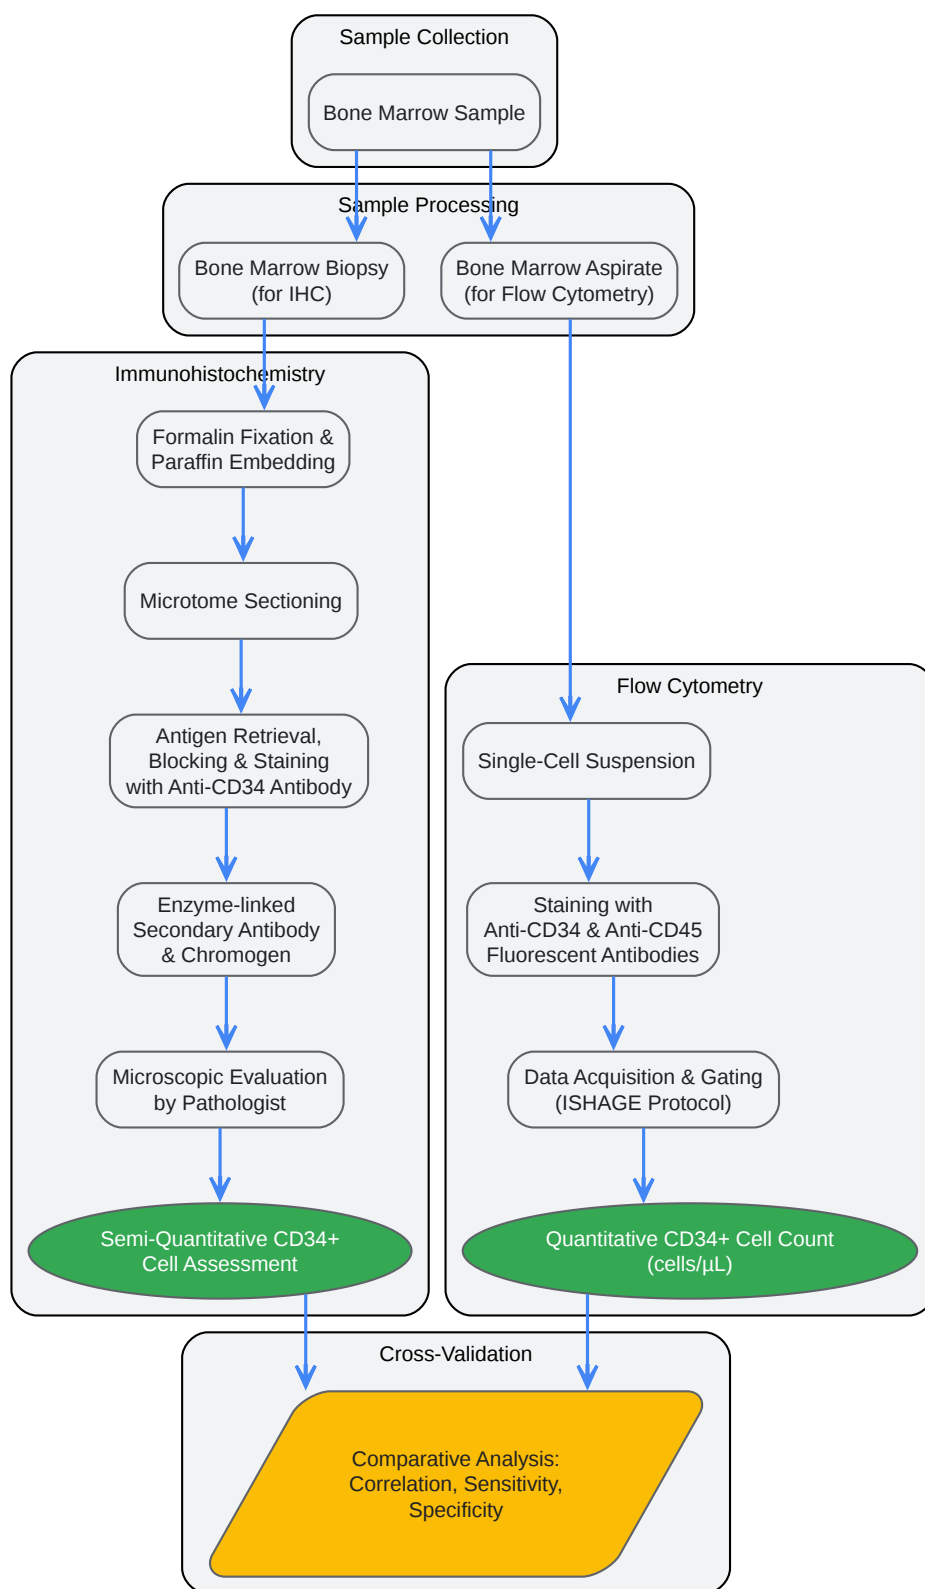 Sample Collection
Bone Marrow Sample
Sample Processing
Bone Marrow Biopsy
(for IHC)
Bone Marrow Aspirate
(for Flow Cytometry)
Immunohistochemistry
Formalin Fixation &
Paraffin Embedding
Microtome Sectioning
Antigen Retrieval,
Blocking & Staining
with Anti-CD34 Antibody
Enzyme-linked
Secondary Antibody
& Chromogen
Microscopic Evaluation
by Pathologist
Semi-Quantitative CD34+
Cell Assessment
Flow Cytometry
Single-Cell Suspension
Staining with
Anti-CD34 & Anti-CD45
Fluorescent Antibodies
Data Acquisition & Gating
(ISHAGE Protocol)
Quantitative CD34+ Cell Count
(cells/µL)
Cross-Validation
Comparative Analysis:
Correlation, Sensitivity,
Specificity